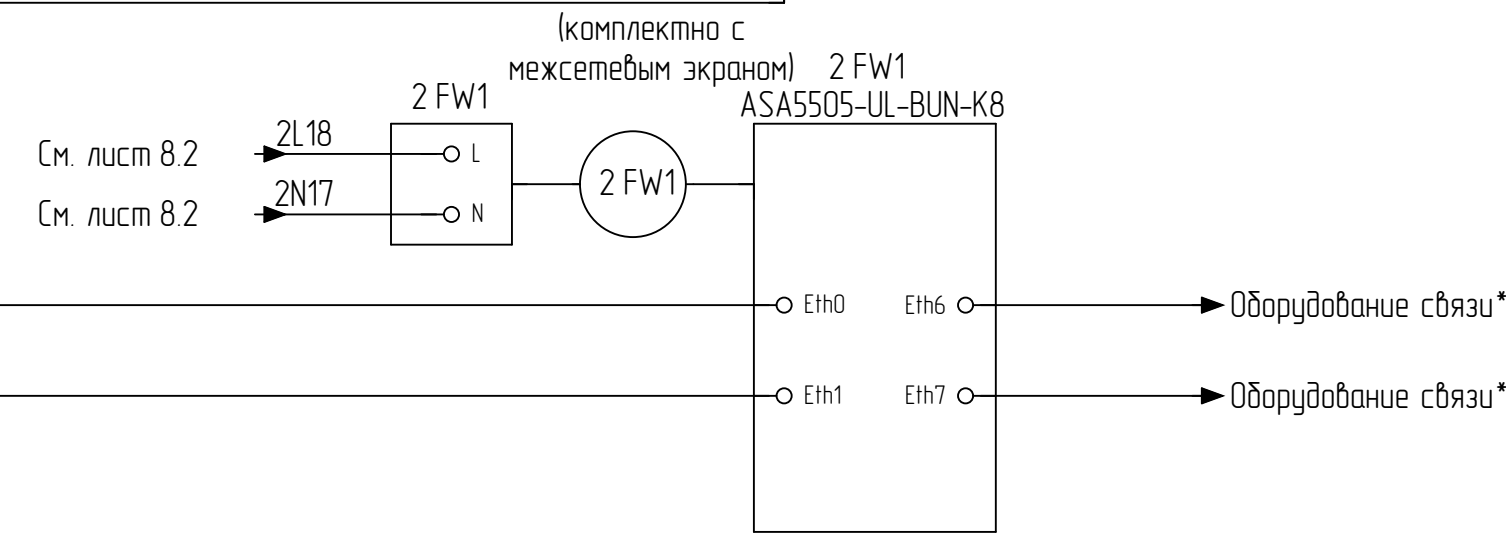 (комплектно с
межсетевым экраном)
2 FW1
ASA5505-UL-BUN-K8
2 FW1
См. лист 8.2
2L18
L
См. лист 8.2
2N17
N
2 FW1
Eth0
Eth6
Оборудование связи*
Eth1
Eth7
Оборудование связи*